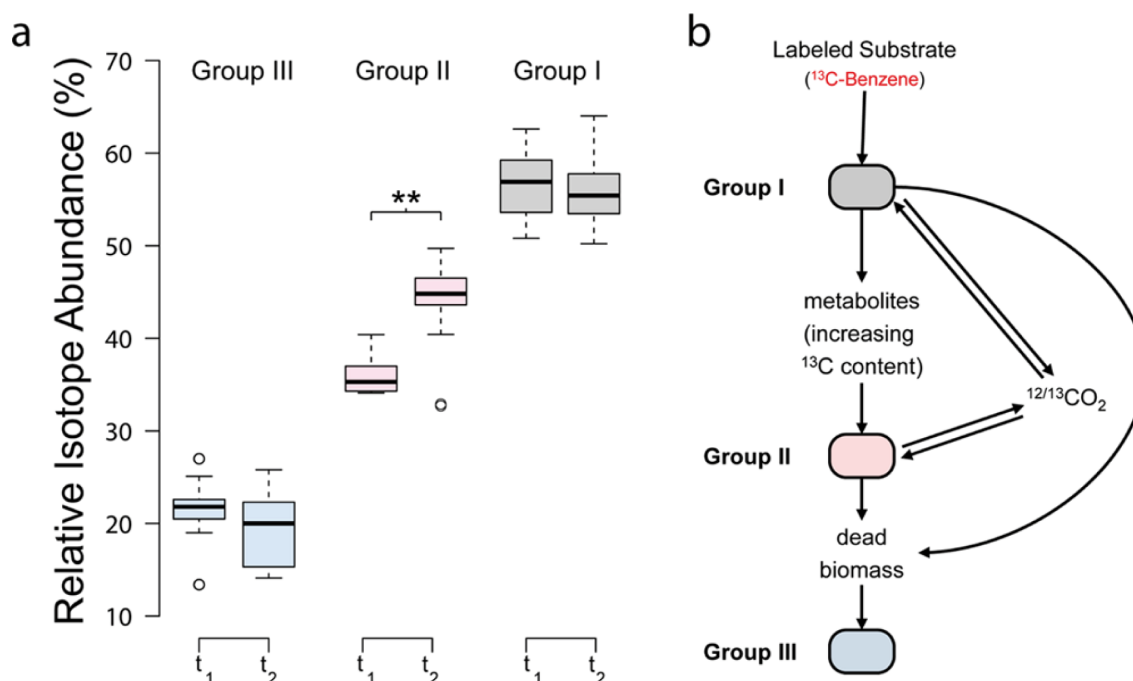 a
Relative Isotope Abundance (%)
70
60
50
40
30
20
10
Group III
Group II
Group I
**
t1
t2
t1
t2
t1
t2
b
Labeled Substrate
(¹³C-Benzene)
Group I
metabolites
(increasing
¹³C content)
¹²/¹³CO₂
Group II
dead
biomass
Group III